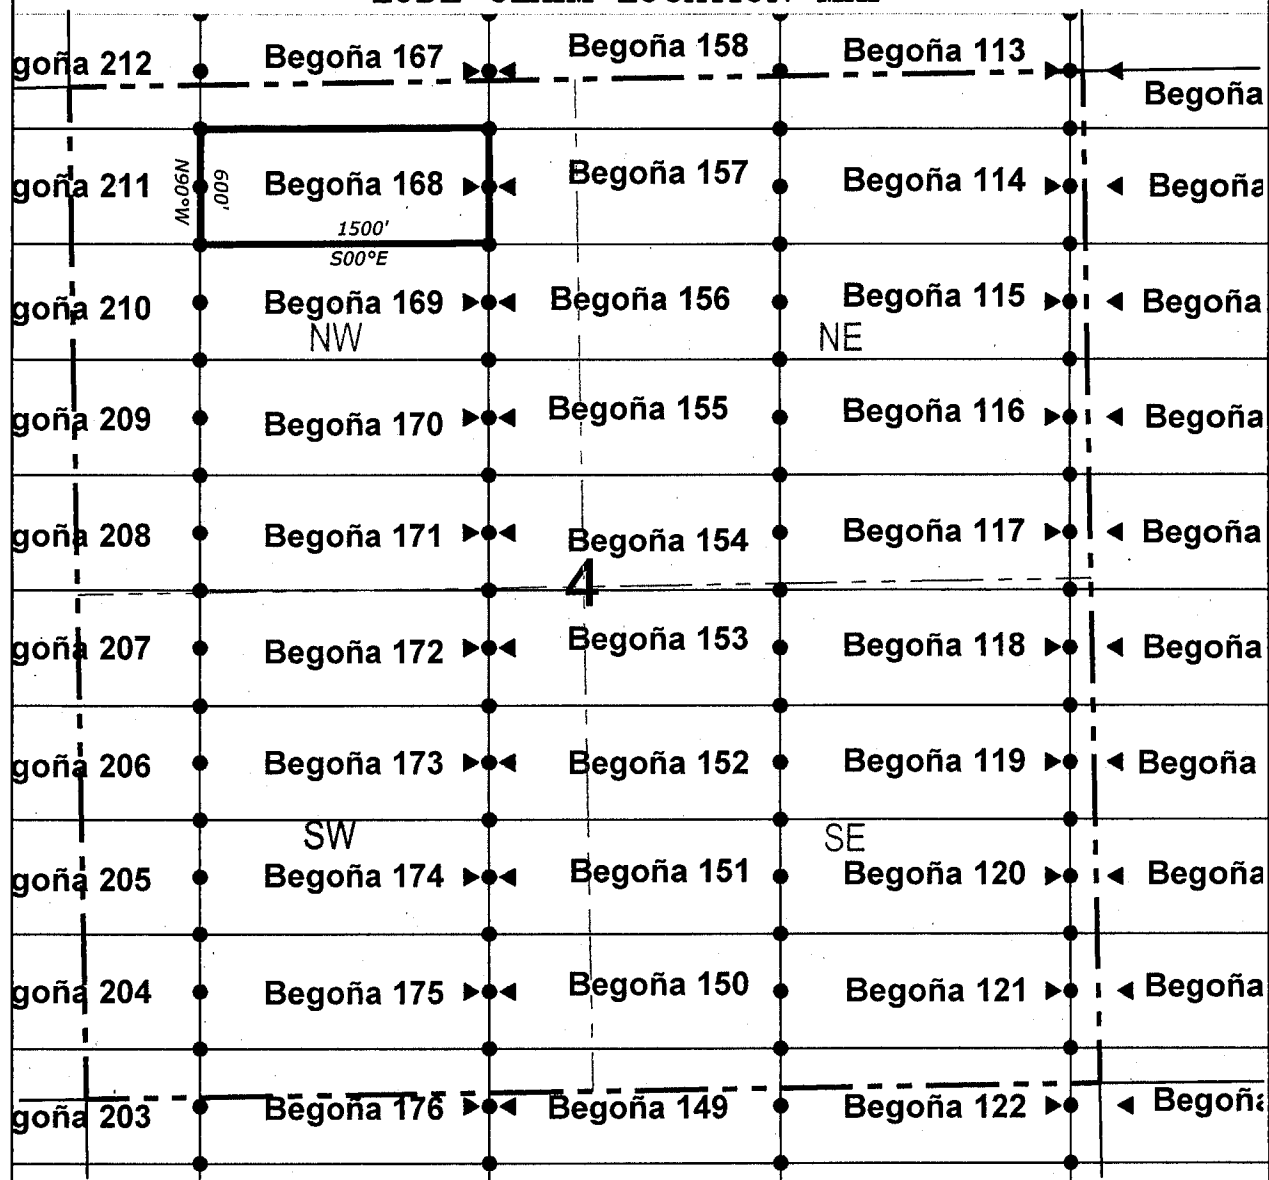 goña 212 Begoña 167 Begoña 158 Begoña 113
Begoña
goña 211 N90°W 600' Begoña 168 Begoña 157 Begoña 114 Begoña
1500'
S00°E
goña 210 Begoña 169 Begoña 156 Begoña 115 Begoña
NW NE
goña 209 Begoña 170 Begoña 155 Begoña 116 Begoña
goña 208 Begoña 171 Begoña 154 Begoña 117 Begoña
4
goña 207 Begoña 172 Begoña 153 Begoña 118 Begoña
goña 206 Begoña 173 Begoña 152 Begoña 119 Begoña
SW SE
goña 205 Begoña 174 Begoña 151 Begoña 120 Begoña
goña 204 Begoña 175 Begoña 150 Begoña 121 Begoña
goña 203 Begoña 176 Begoña 149 Begoña 122 Begoña